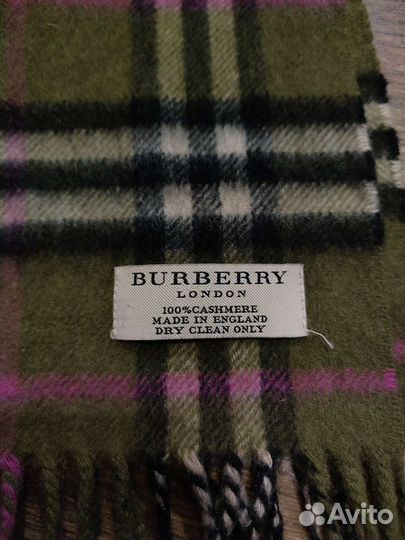 BURBERRY
LONDON
100%CASHMERE
MADE IN ENGLAND
DRY CLEAN ONLY
Avito